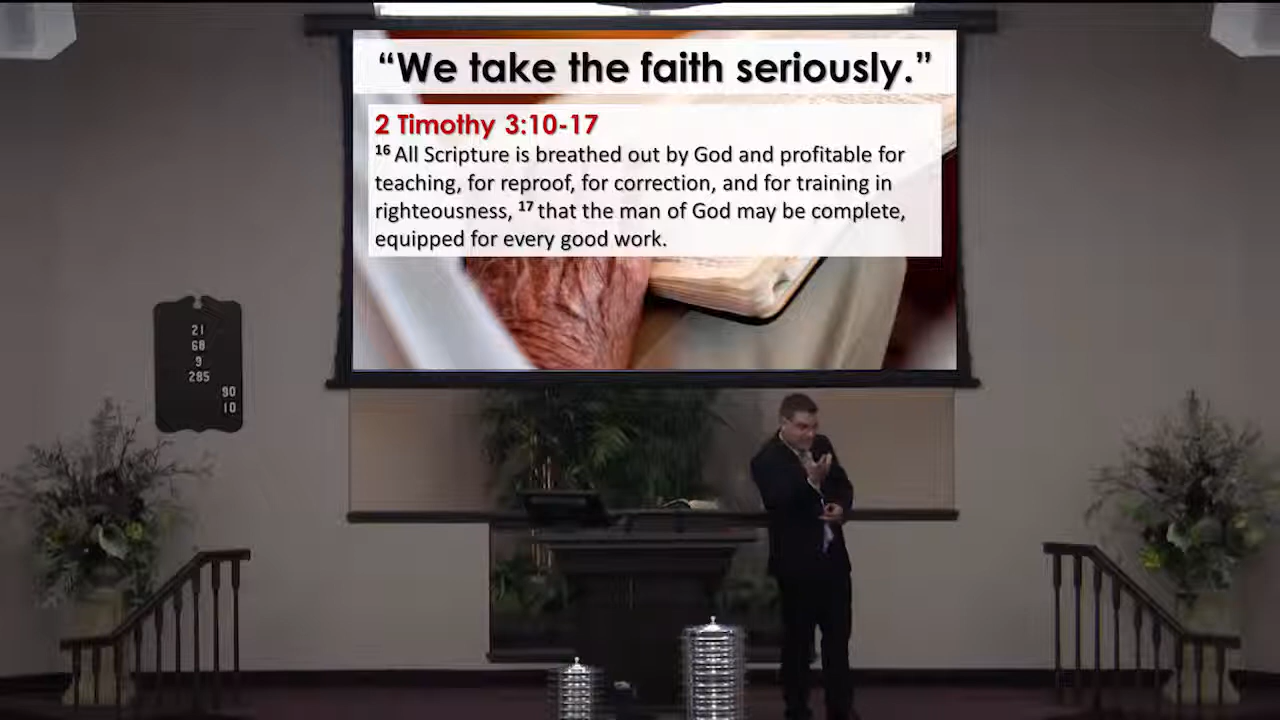 “We take the faith seriously.”
2 Timothy 3:10-17
16 All Scripture is breathed out by God and profitable for
teaching, for reproof, for correction, and for training in
righteousness, 17 that the man of God may be complete,
equipped for every good work.
21
68
9
285
90
10